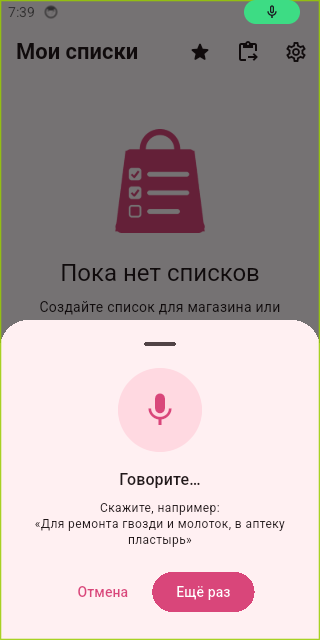 7:39
Мои списки
Пока нет списков
Создайте список для магазина или
Говорите…
Скажите, например:
«Для ремонта гвозди и молоток, в аптеку
пластырь»
Отмена
Ещё раз